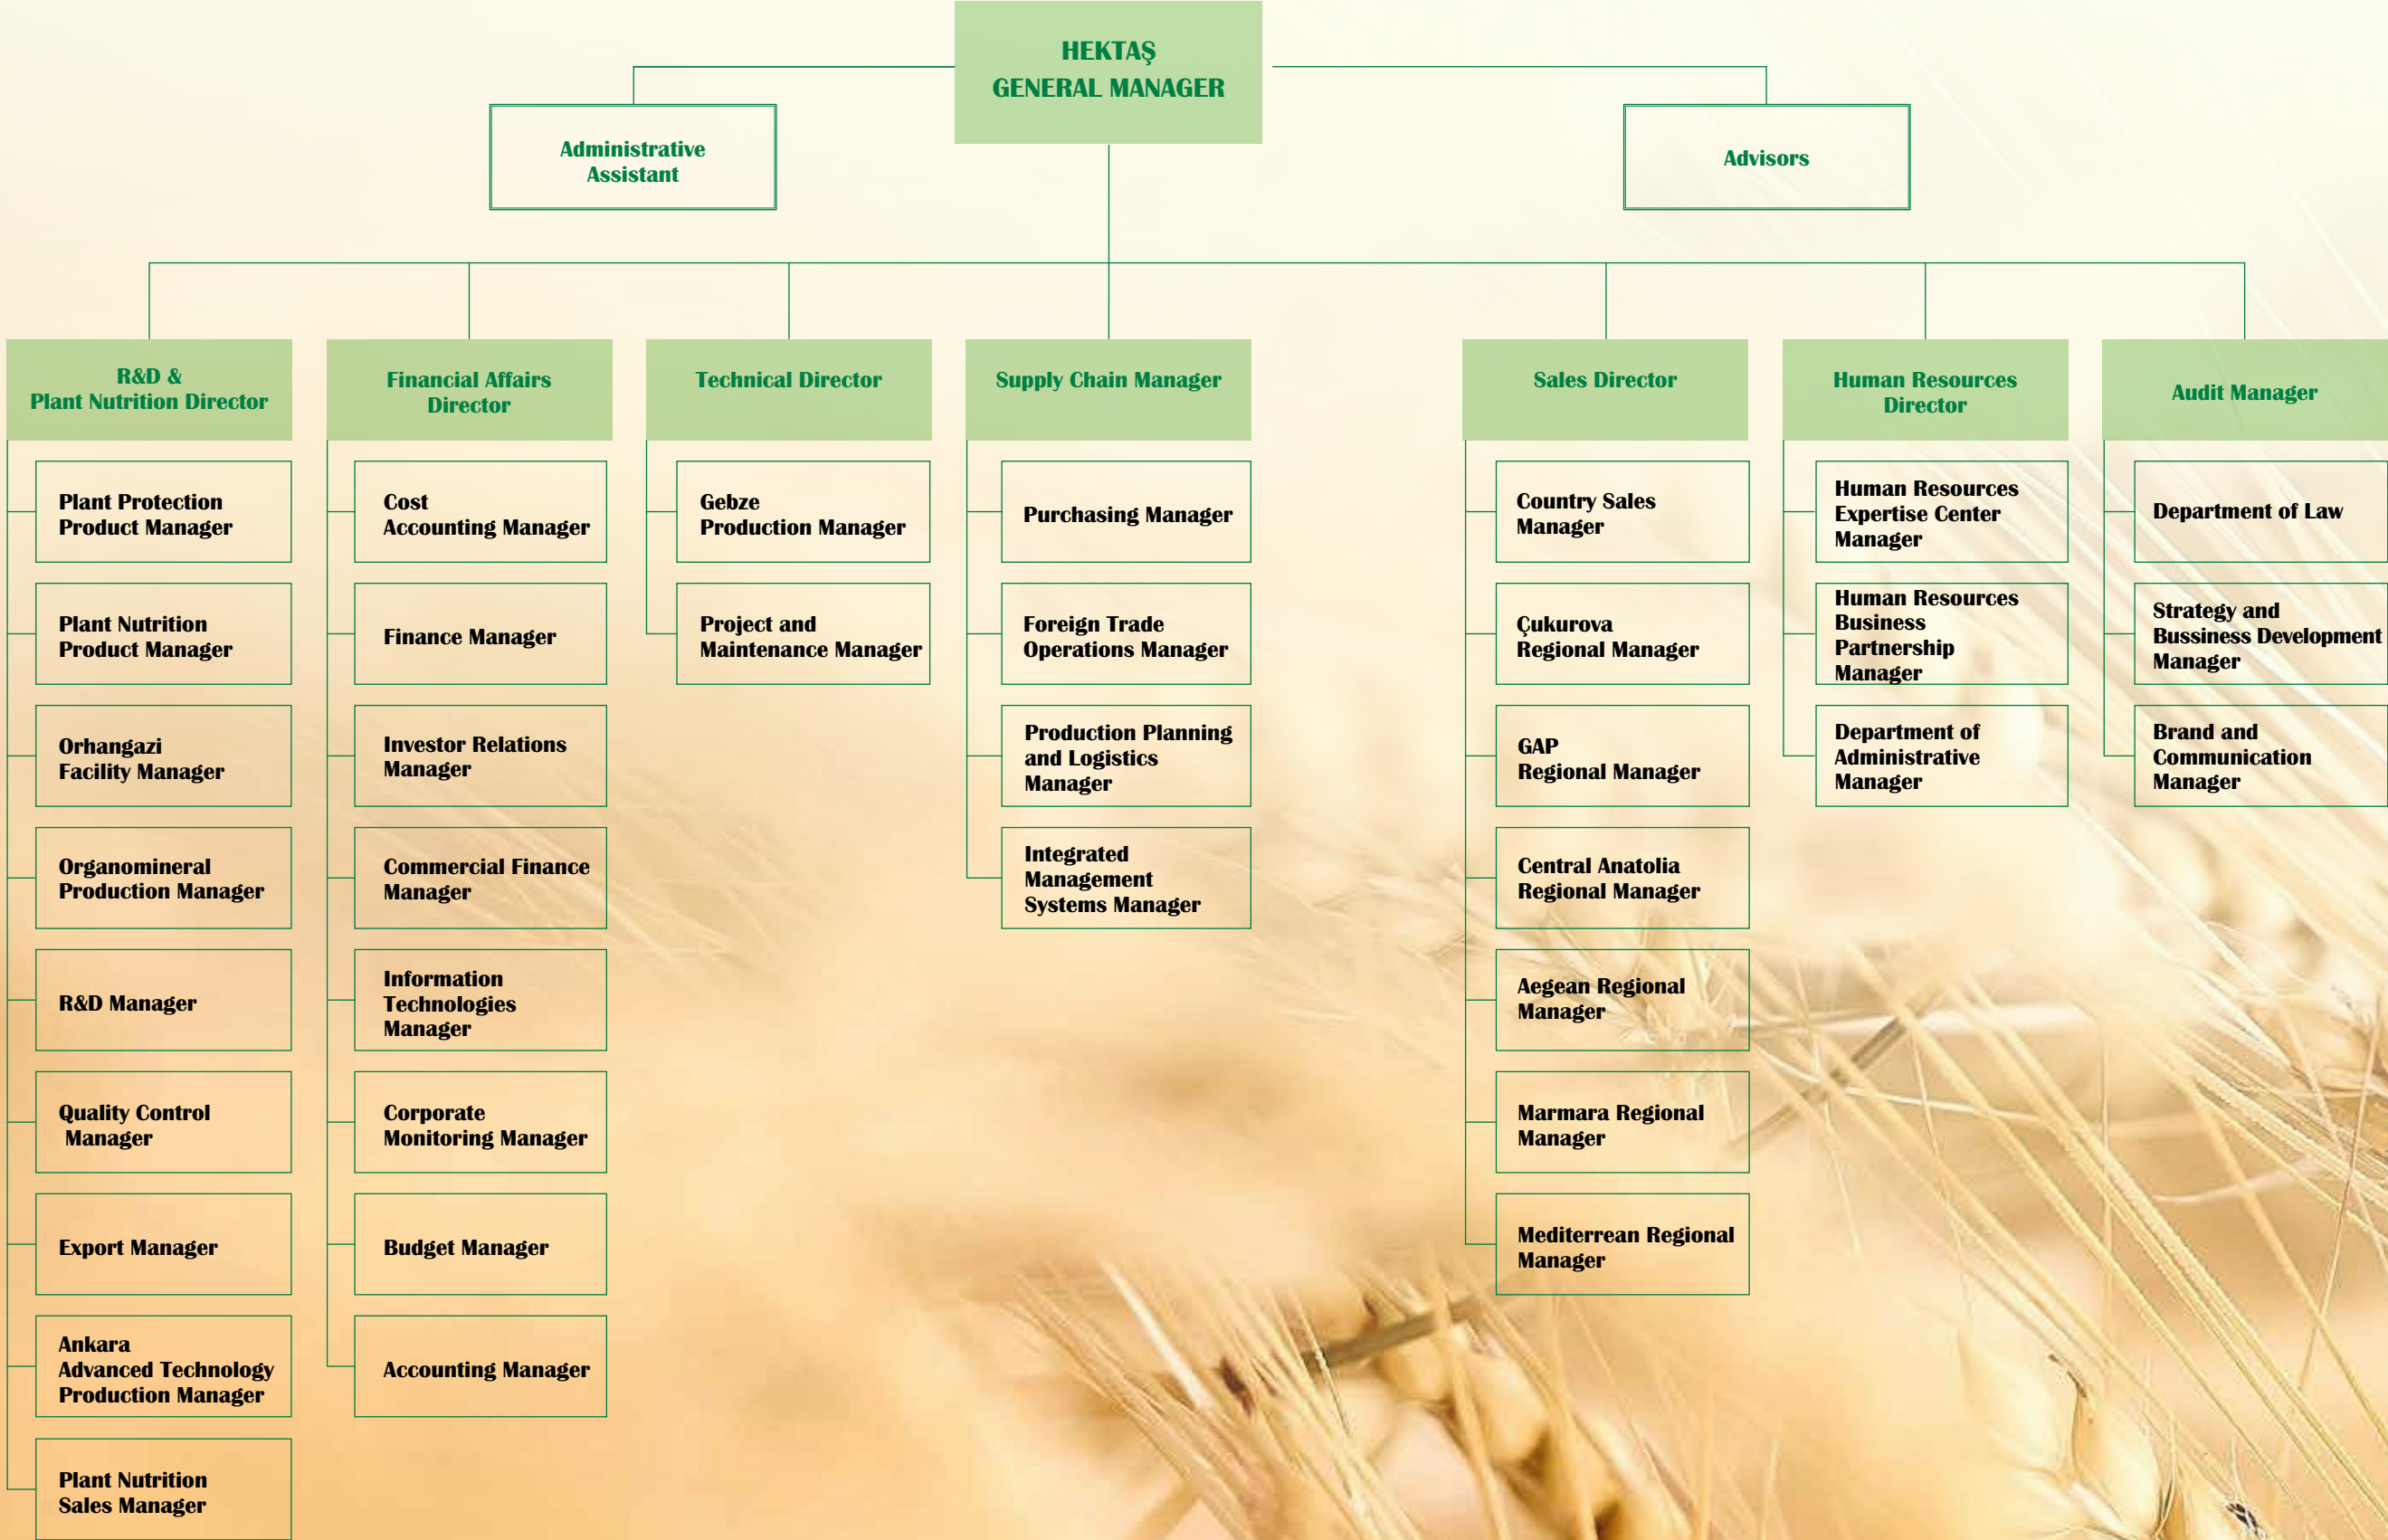 HEKTAŞ
GENERAL MANAGER
Administrative
Assistant
Advisors
R&D &
Plant Nutrition Director
Plant Protection
Product Manager
Plant Nutrition
Product Manager
Orhangazi
Facility Manager
Organomineral
Production Manager
R&D Manager
Quality Control
Manager
Export Manager
Ankara
Advanced Technology
Production Manager
Plant Nutrition
Sales Manager
Financial Affairs
Director
Cost
Accounting Manager
Finance Manager
Investor Relations
Manager
Commercial Finance
Manager
Information
Technologies
Manager
Corporate
Monitoring Manager
Budget Manager
Accounting Manager
Technical Director
Gebze
Production Manager
Project and
Maintenance Manager
Supply Chain Manager
Purchasing Manager
Foreign Trade
Operations Manager
Production Planning
and Logistics
Manager
Integrated
Management
Systems Manager
Sales Director
Country Sales
Manager
Çukurova
Regional Manager
GAP
Regional Manager
Central Anatolia
Regional Manager
Aegean Regional
Manager
Marmara Regional
Manager
Mediterrean Regional
Manager
Human Resources
Director
Human Resources
Expertise Center
Manager
Human Resources
Business
Partnership
Manager
Department of
Administrative
Manager
Audit Manager
Department of Law
Strategy and
Bussiness Development
Manager
Brand and
Communication
Manager